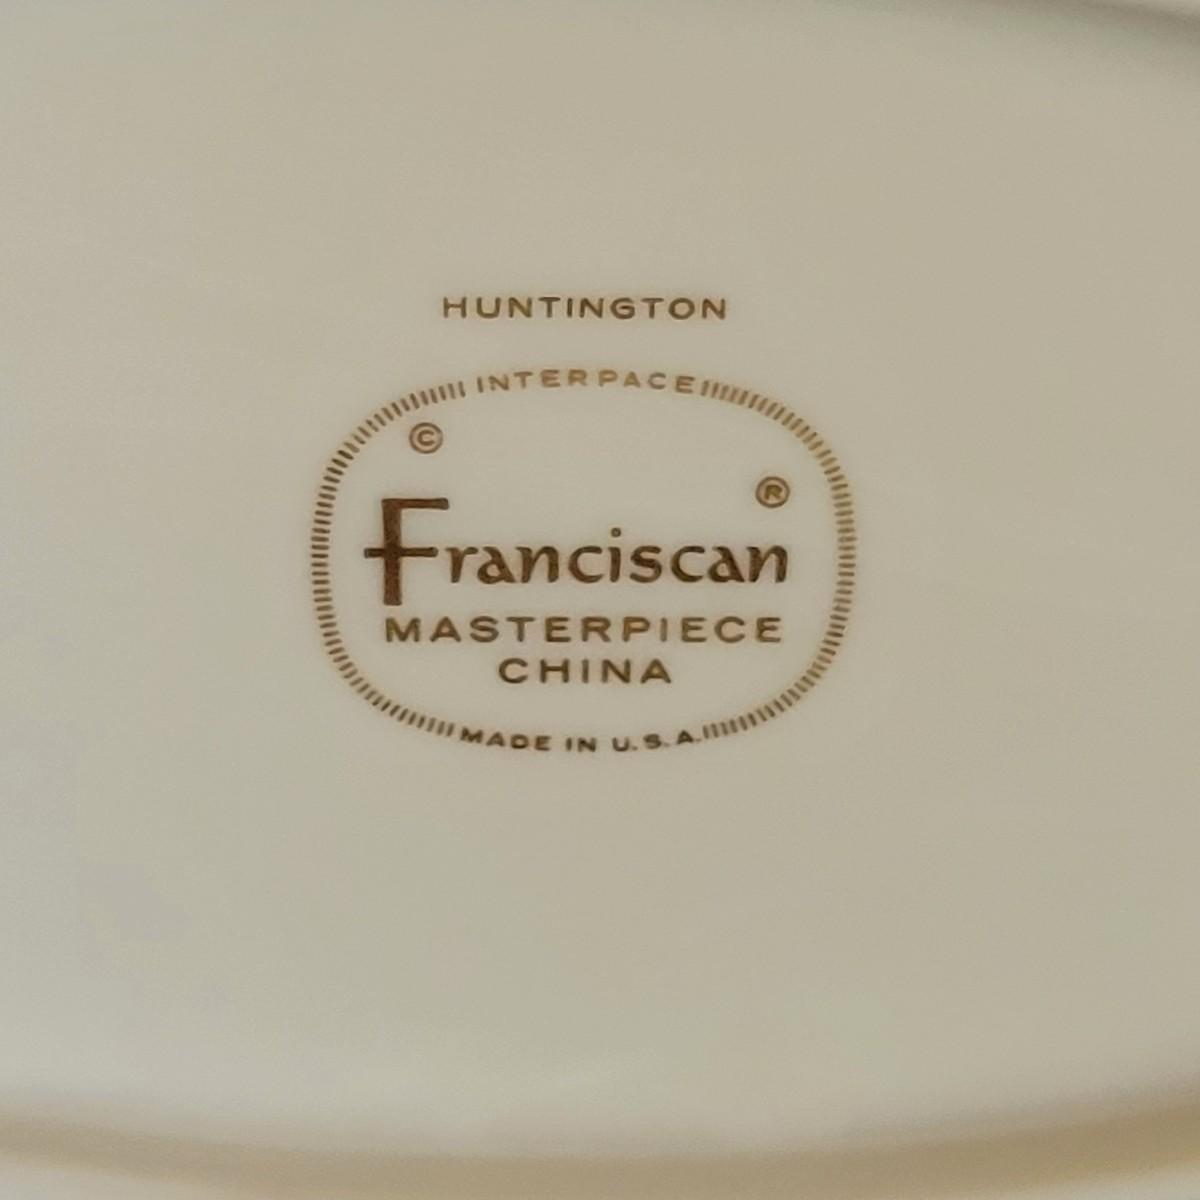 HUNTINGTON
INTERPACE
©
®
Franciscan
MASTERPIECE
CHINA
MADE IN U.S.A.